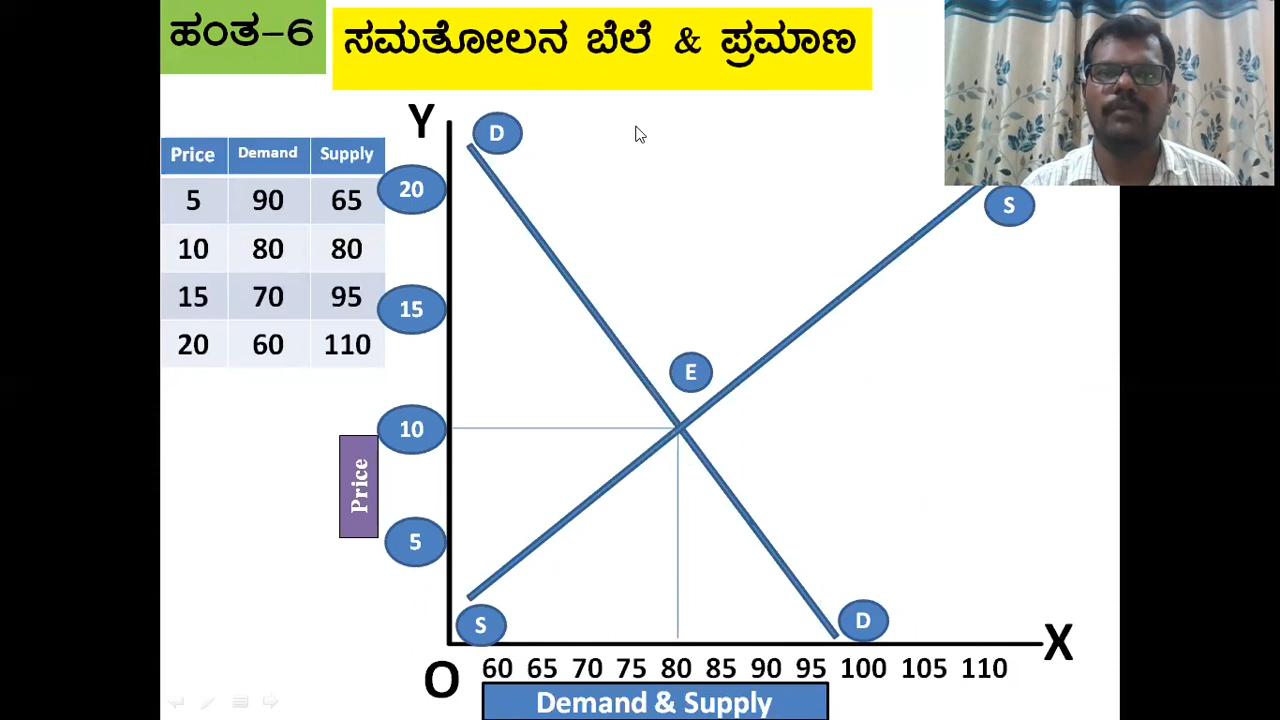 ಹಂತ-6
ಸಮತೋಲನ ಬೆಲೆ & ಪ್ರಮಾಣ
Price Demand Supply
5 90 65
10 80 80
15 70 95
20 60 110
Y
D
20
S
15
E
10
Price
5
S
D
X
O
60 65 70 75 80 85 90 95 100 105 110
Demand & Supply